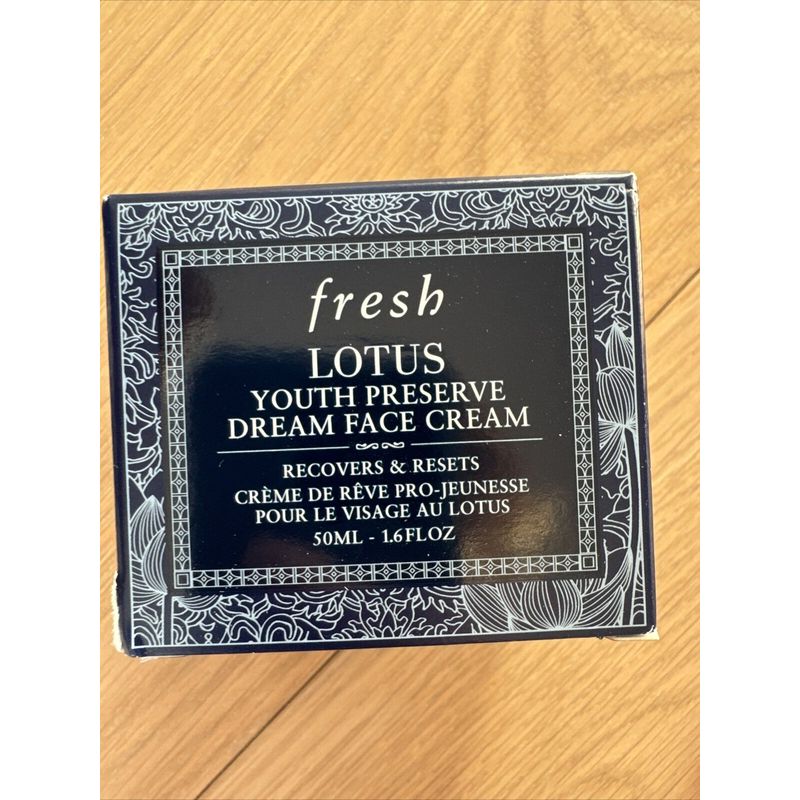 fresh
LOTUS
YOUTH PRESERVE
DREAM FACE CREAM
RECOVERS & RESETS
CRÈME DE RÊVE PRO-JEUNESSE
POUR LE VISAGE AU LOTUS
50ML - 1.6FLOZ